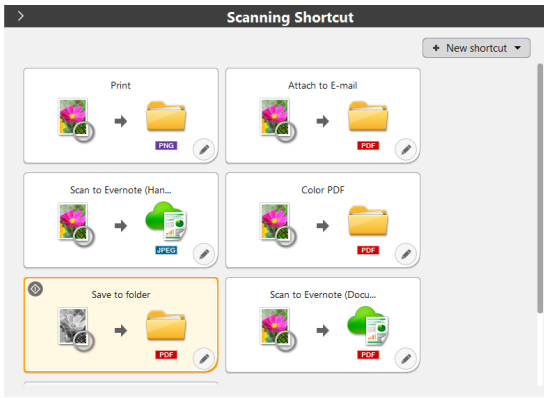 Scanning Shortcut
+ New shortcut
Print
PNG
Attach to E-mail
PDF
Scan to Evernote (Han...
JPEG
Color PDF
PDF
Save to folder
PDF
Scan to Evernote (Docu...
PDF